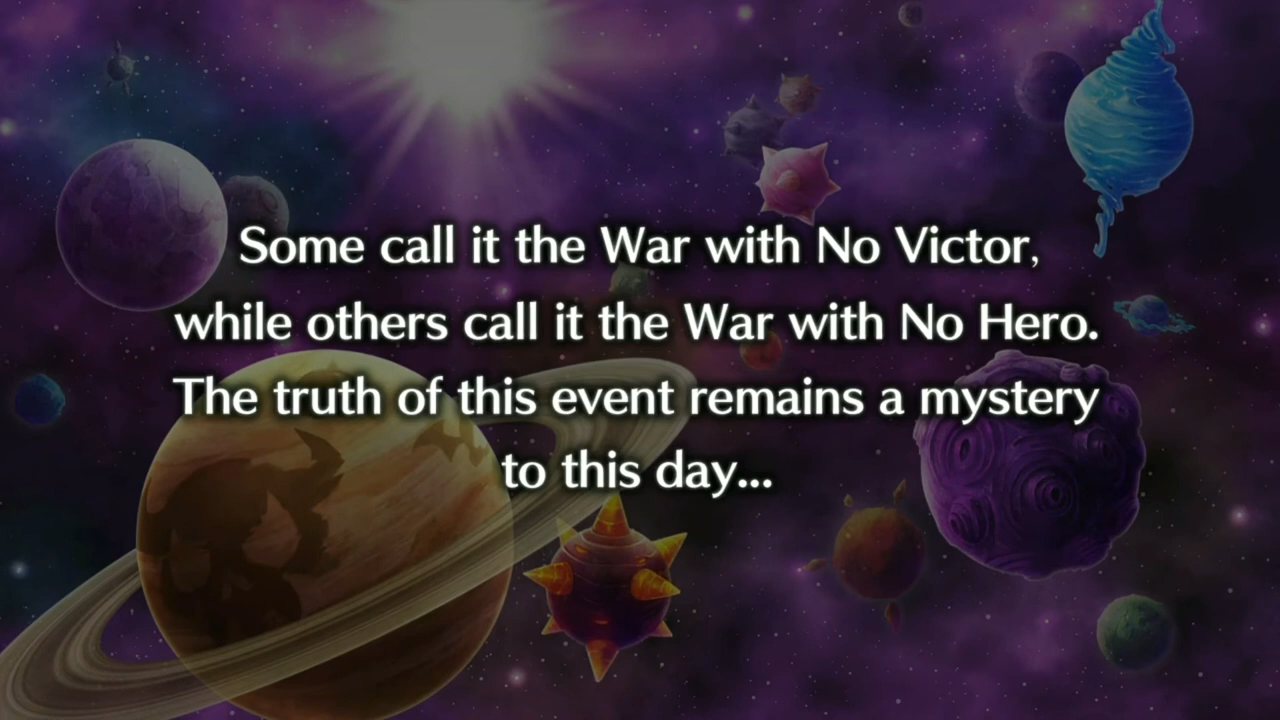 Some call it the War with No Victor,
while others call it the War with No Hero.
The truth of this event remains a mystery
to this day...